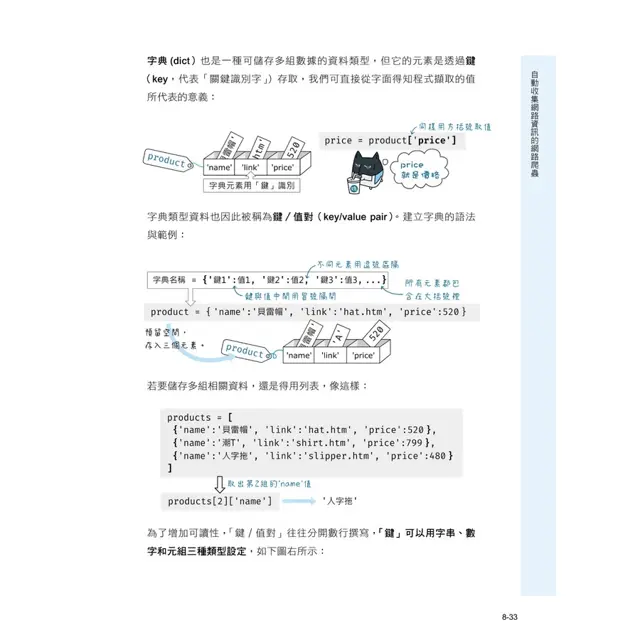 字典(dict)也是一種可儲存多組數據的資料類型,但它的元素是透過鍵
(key,代表「關鍵識別字」)存取,我們可直接從字面得知程式擷取的值
所代表的意義:
同樣用方括號取值
price = product['price']
product
貝雷帽'
htm'
520
'name' 'link' 'price'
字典元素用「鍵」識別
price
就是價格
字典類型資料也因此被稱為鍵/值對(key/value pair)。建立字典的語法
與範例:
不同元素用逗號區隔
字典名稱 = {'鍵1':值1, '鍵2':值2, '鍵3':值3,...}
鍵與值中間用冒號隔開
所有元素都包
含在大括號裡
product = {'name':'貝雷帽', 'link':'hat.htm', 'price':520}
預留空間,
存入三個元素。
product
貝雷帽'
'A'
520
'name' 'link' 'price'
若要儲存多組相關資料,還是得用列表,像這樣:
products = [
{'name':'貝雷帽', 'link':'hat.htm', 'price':520},
{'name':'潮T', 'link':'shirt.htm', 'price':799},
{'name':'人字拖', 'link':'slipper.htm', 'price':480}
]
取出第2組的'name'值
products[2]['name'] '人字拖'
為了增加可讀性,「鍵/值對」往往分開數行撰寫,「鍵」可以用字串、數
字和元組三種類型設定,如下圖右所示:
自動收集網路資訊的網路爬蟲
8-33